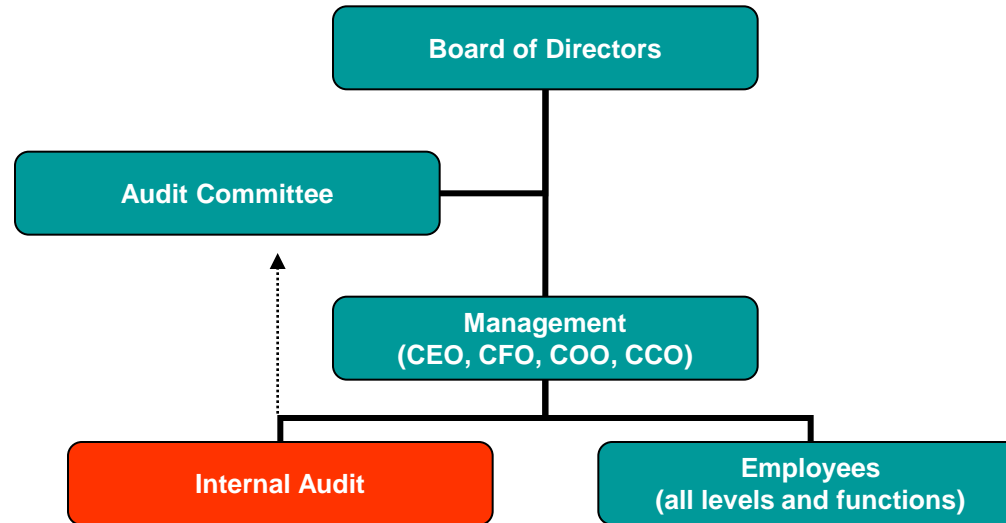 Board of Directors
Audit Committee
Management
(CEO, CFO, COO, CCO)
Internal Audit
Employees
(all levels and functions)